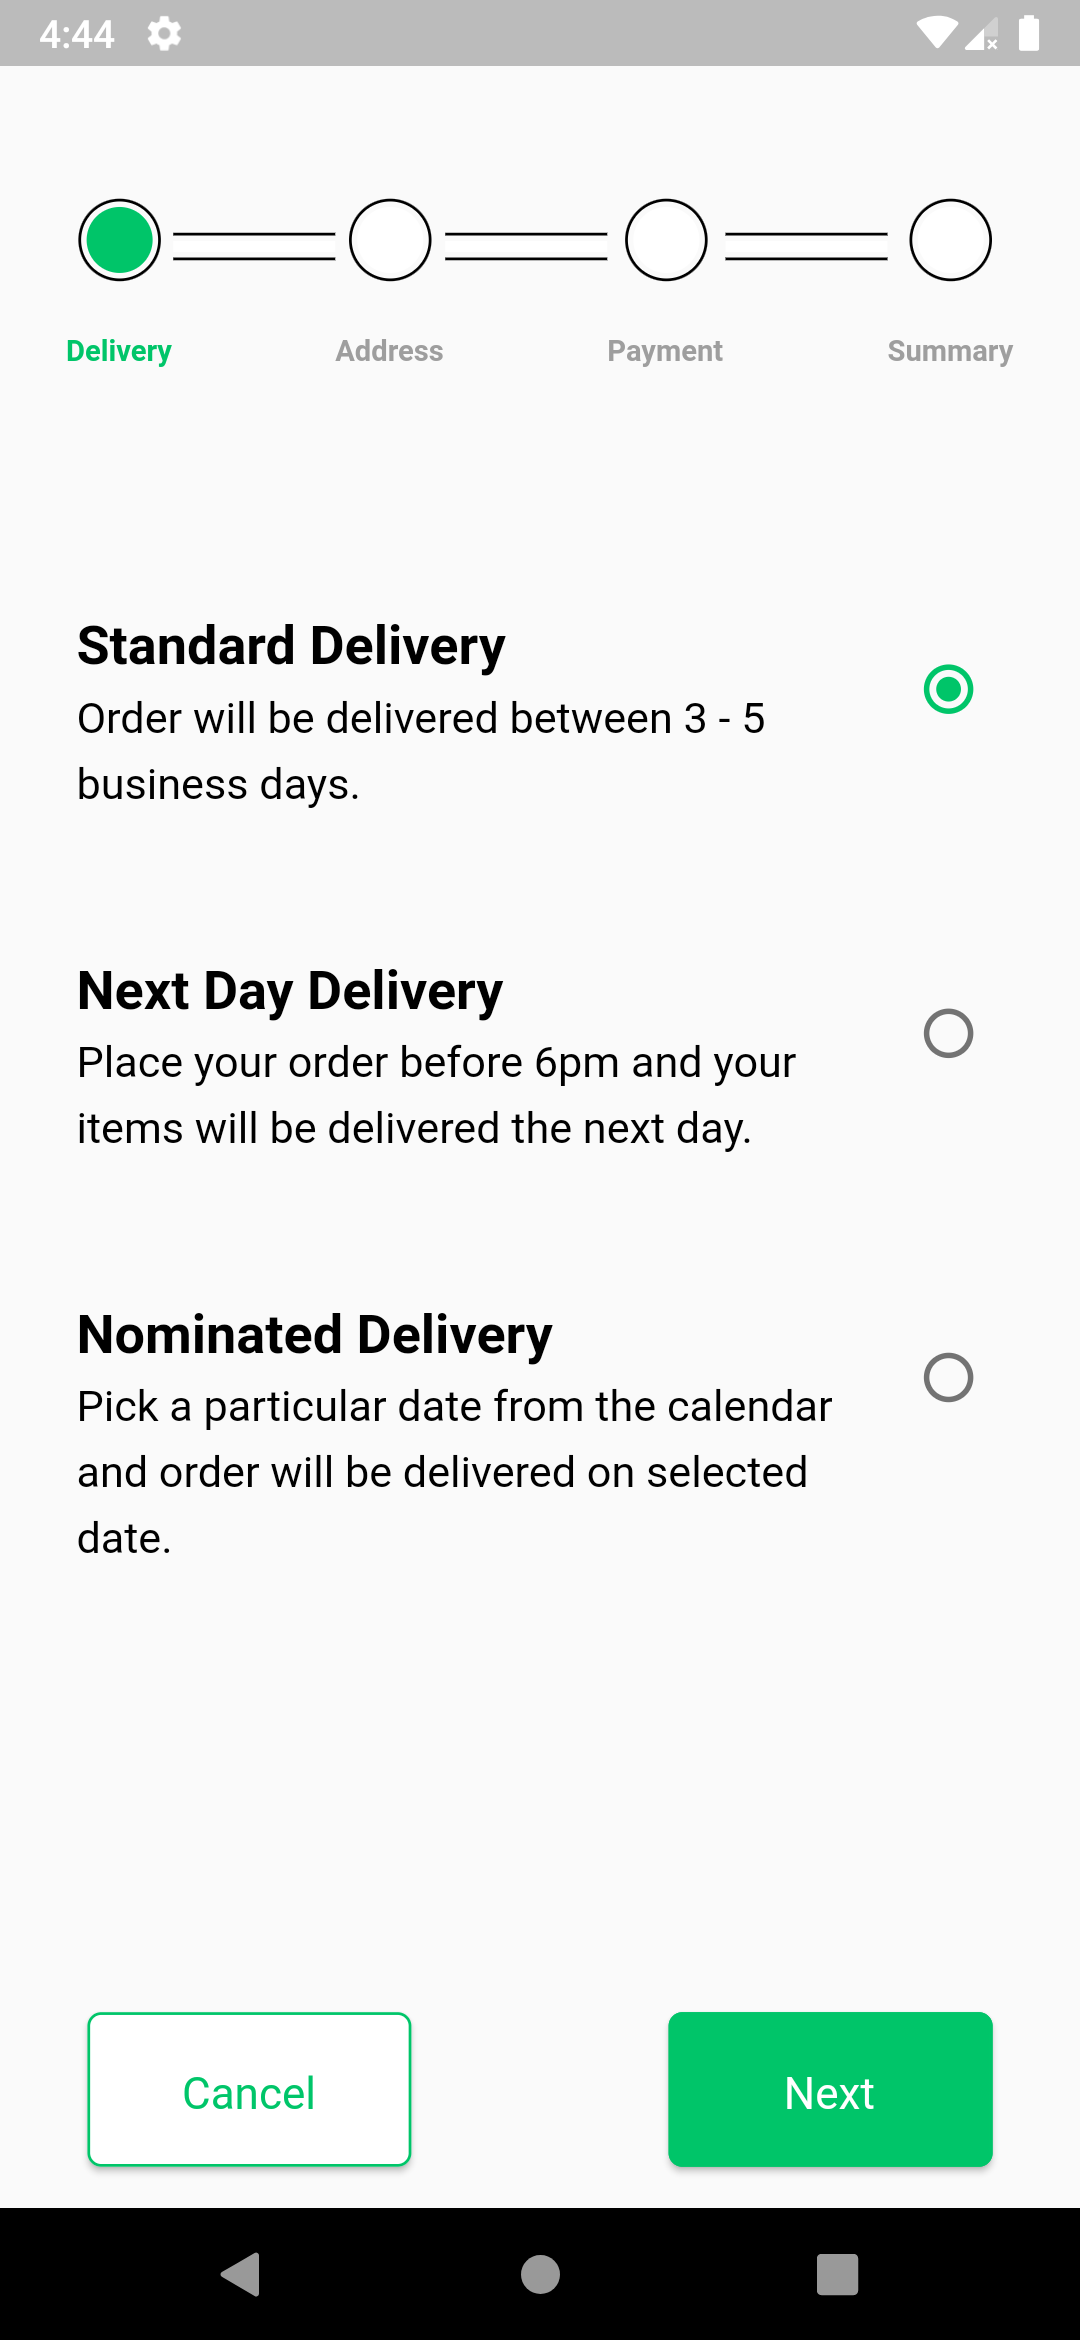 4:44
Delivery Address Payment Summary
Standard Delivery
Order will be delivered between 3 - 5
business days.
Next Day Delivery
Place your order before 6pm and your
items will be delivered the next day.
Nominated Delivery
Pick a particular date from the calendar
and order will be delivered on selected
date.
Cancel Next